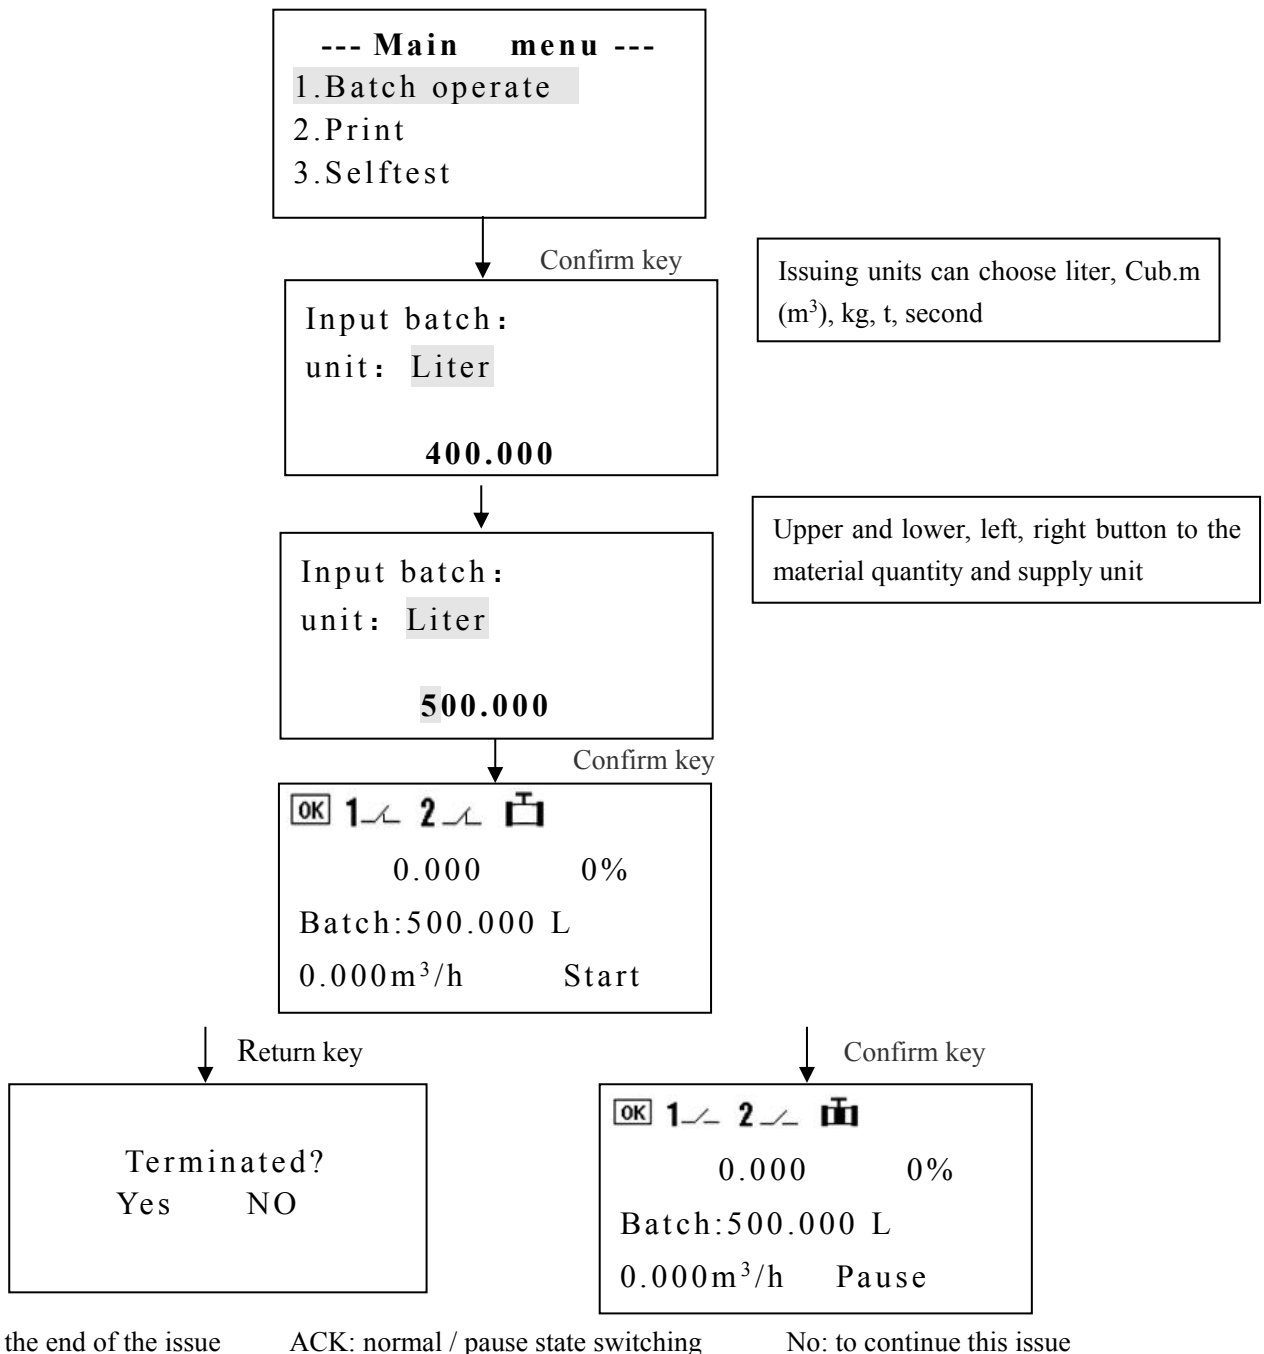 --- Main menu ---
1.Batch operate
2.Print
3.Selftest
Confirm key
Issuing units can choose liter, Cub.m
(m³), kg, t, second
Input batch：
unit： Liter
400.000
Upper and lower, left, right button to the
material quantity and supply unit
Input batch：
unit： Liter
500.000
Confirm key
OK 1 2
0.000 0%
Batch:500.000 L
0.000m³/h Start
Return key
Confirm key
Terminated?
Yes NO
OK 1 2
0.000 0%
Batch:500.000 L
0.000m³/h Pause
the end of the issue ACK: normal / pause state switching No: to continue this issue